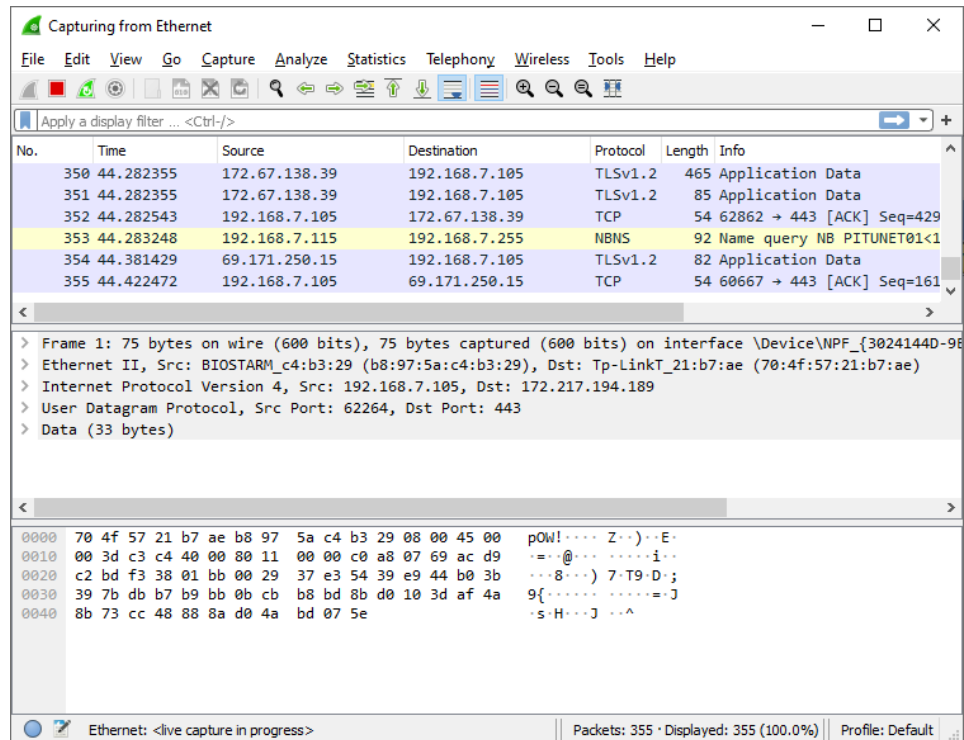 Capturing from Ethernet
File Edit View Go Capture Analyze Statistics Telephony Wireless Tools Help
Apply a display filter ... <Ctrl-/>
No. Time Source Destination Protocol Length Info
350 44.282355 172.67.138.39 192.168.7.105 TLSv1.2 465 Application Data
351 44.282355 172.67.138.39 192.168.7.105 TLSv1.2 85 Application Data
352 44.282543 192.168.7.105 172.67.138.39 TCP 54 62862 → 443 [ACK] Seq=429
353 44.283248 192.168.7.115 192.168.7.255 NBNS 92 Name query NB PITUNET01<1
354 44.381429 69.171.250.15 192.168.7.105 TLSv1.2 82 Application Data
355 44.422472 192.168.7.105 69.171.250.15 TCP 54 60667 → 443 [ACK] Seq=161
> Frame 1: 75 bytes on wire (600 bits), 75 bytes captured (600 bits) on interface \Device\NPF_{3024144D-9E
> Ethernet II, Src: BIOSTARM_c4:b3:29 (b8:97:5a:c4:b3:29), Dst: Tp-LinkT_21:b7:ae (70:4f:57:21:b7:ae)
> Internet Protocol Version 4, Src: 192.168.7.105, Dst: 172.217.194.189
> User Datagram Protocol, Src Port: 62264, Dst Port: 443
> Data (33 bytes)
0000 70 4f 57 21 b7 ae b8 97 5a c4 b3 29 08 00 45 00 pOW!···· Z··)··E·
0010 00 3d c3 c4 40 00 80 11 00 00 c0 a8 07 69 ac d9 ·=··@··· ·····i··
0020 c2 bd f3 38 01 bb 00 29 37 e3 54 39 e9 44 b0 3b ···8···) 7·T9·D·;
0030 39 7b db b7 b9 bb 0b cb b8 bd 8b d0 10 3d af 4a 9{······ ·····=·J
0040 8b 73 cc 48 88 8a d0 4a bd 07 5e ·s·H···J ··^
Ethernet: <live capture in progress> Packets: 355 · Displayed: 355 (100.0%) Profile: Default